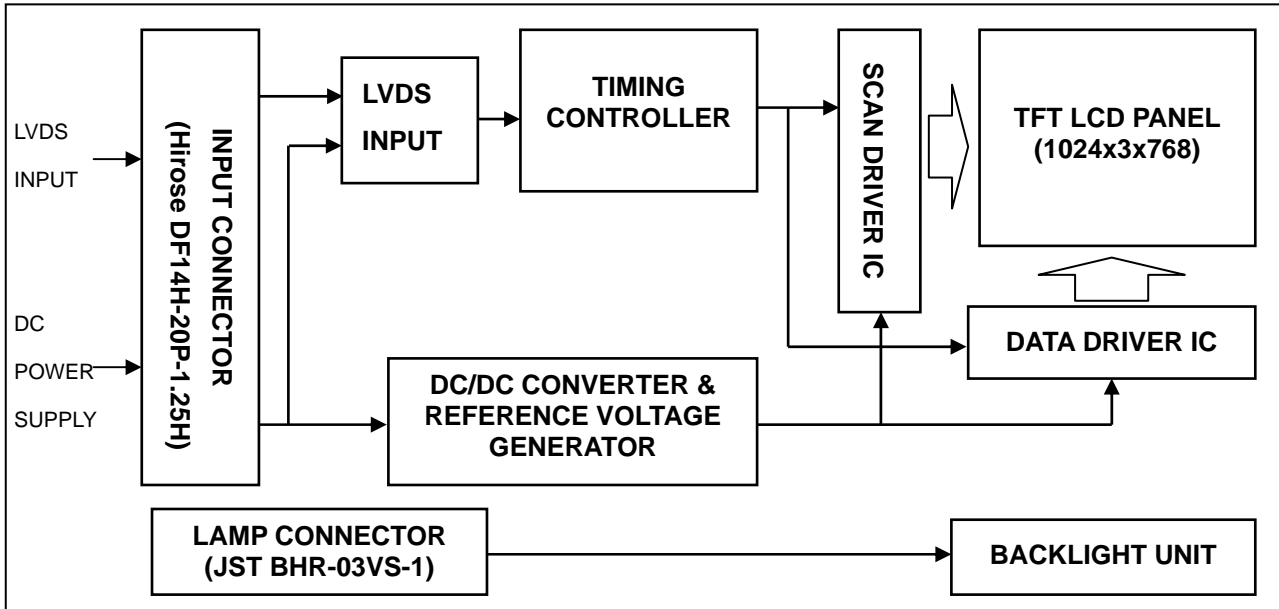 LVDS
INPUT
DC
POWER
SUPPLY
INPUT CONNECTOR
(Hirose DF14H-20P-1.25H)
LVDS
INPUT
TIMING
CONTROLLER
SCAN DRIVER IC
TFT LCD PANEL
(1024x3x768)
DATA DRIVER IC
DC/DC CONVERTER &
REFERENCE VOLTAGE
GENERATOR
LAMP CONNECTOR
(JST BHR-03VS-1)
BACKLIGHT UNIT